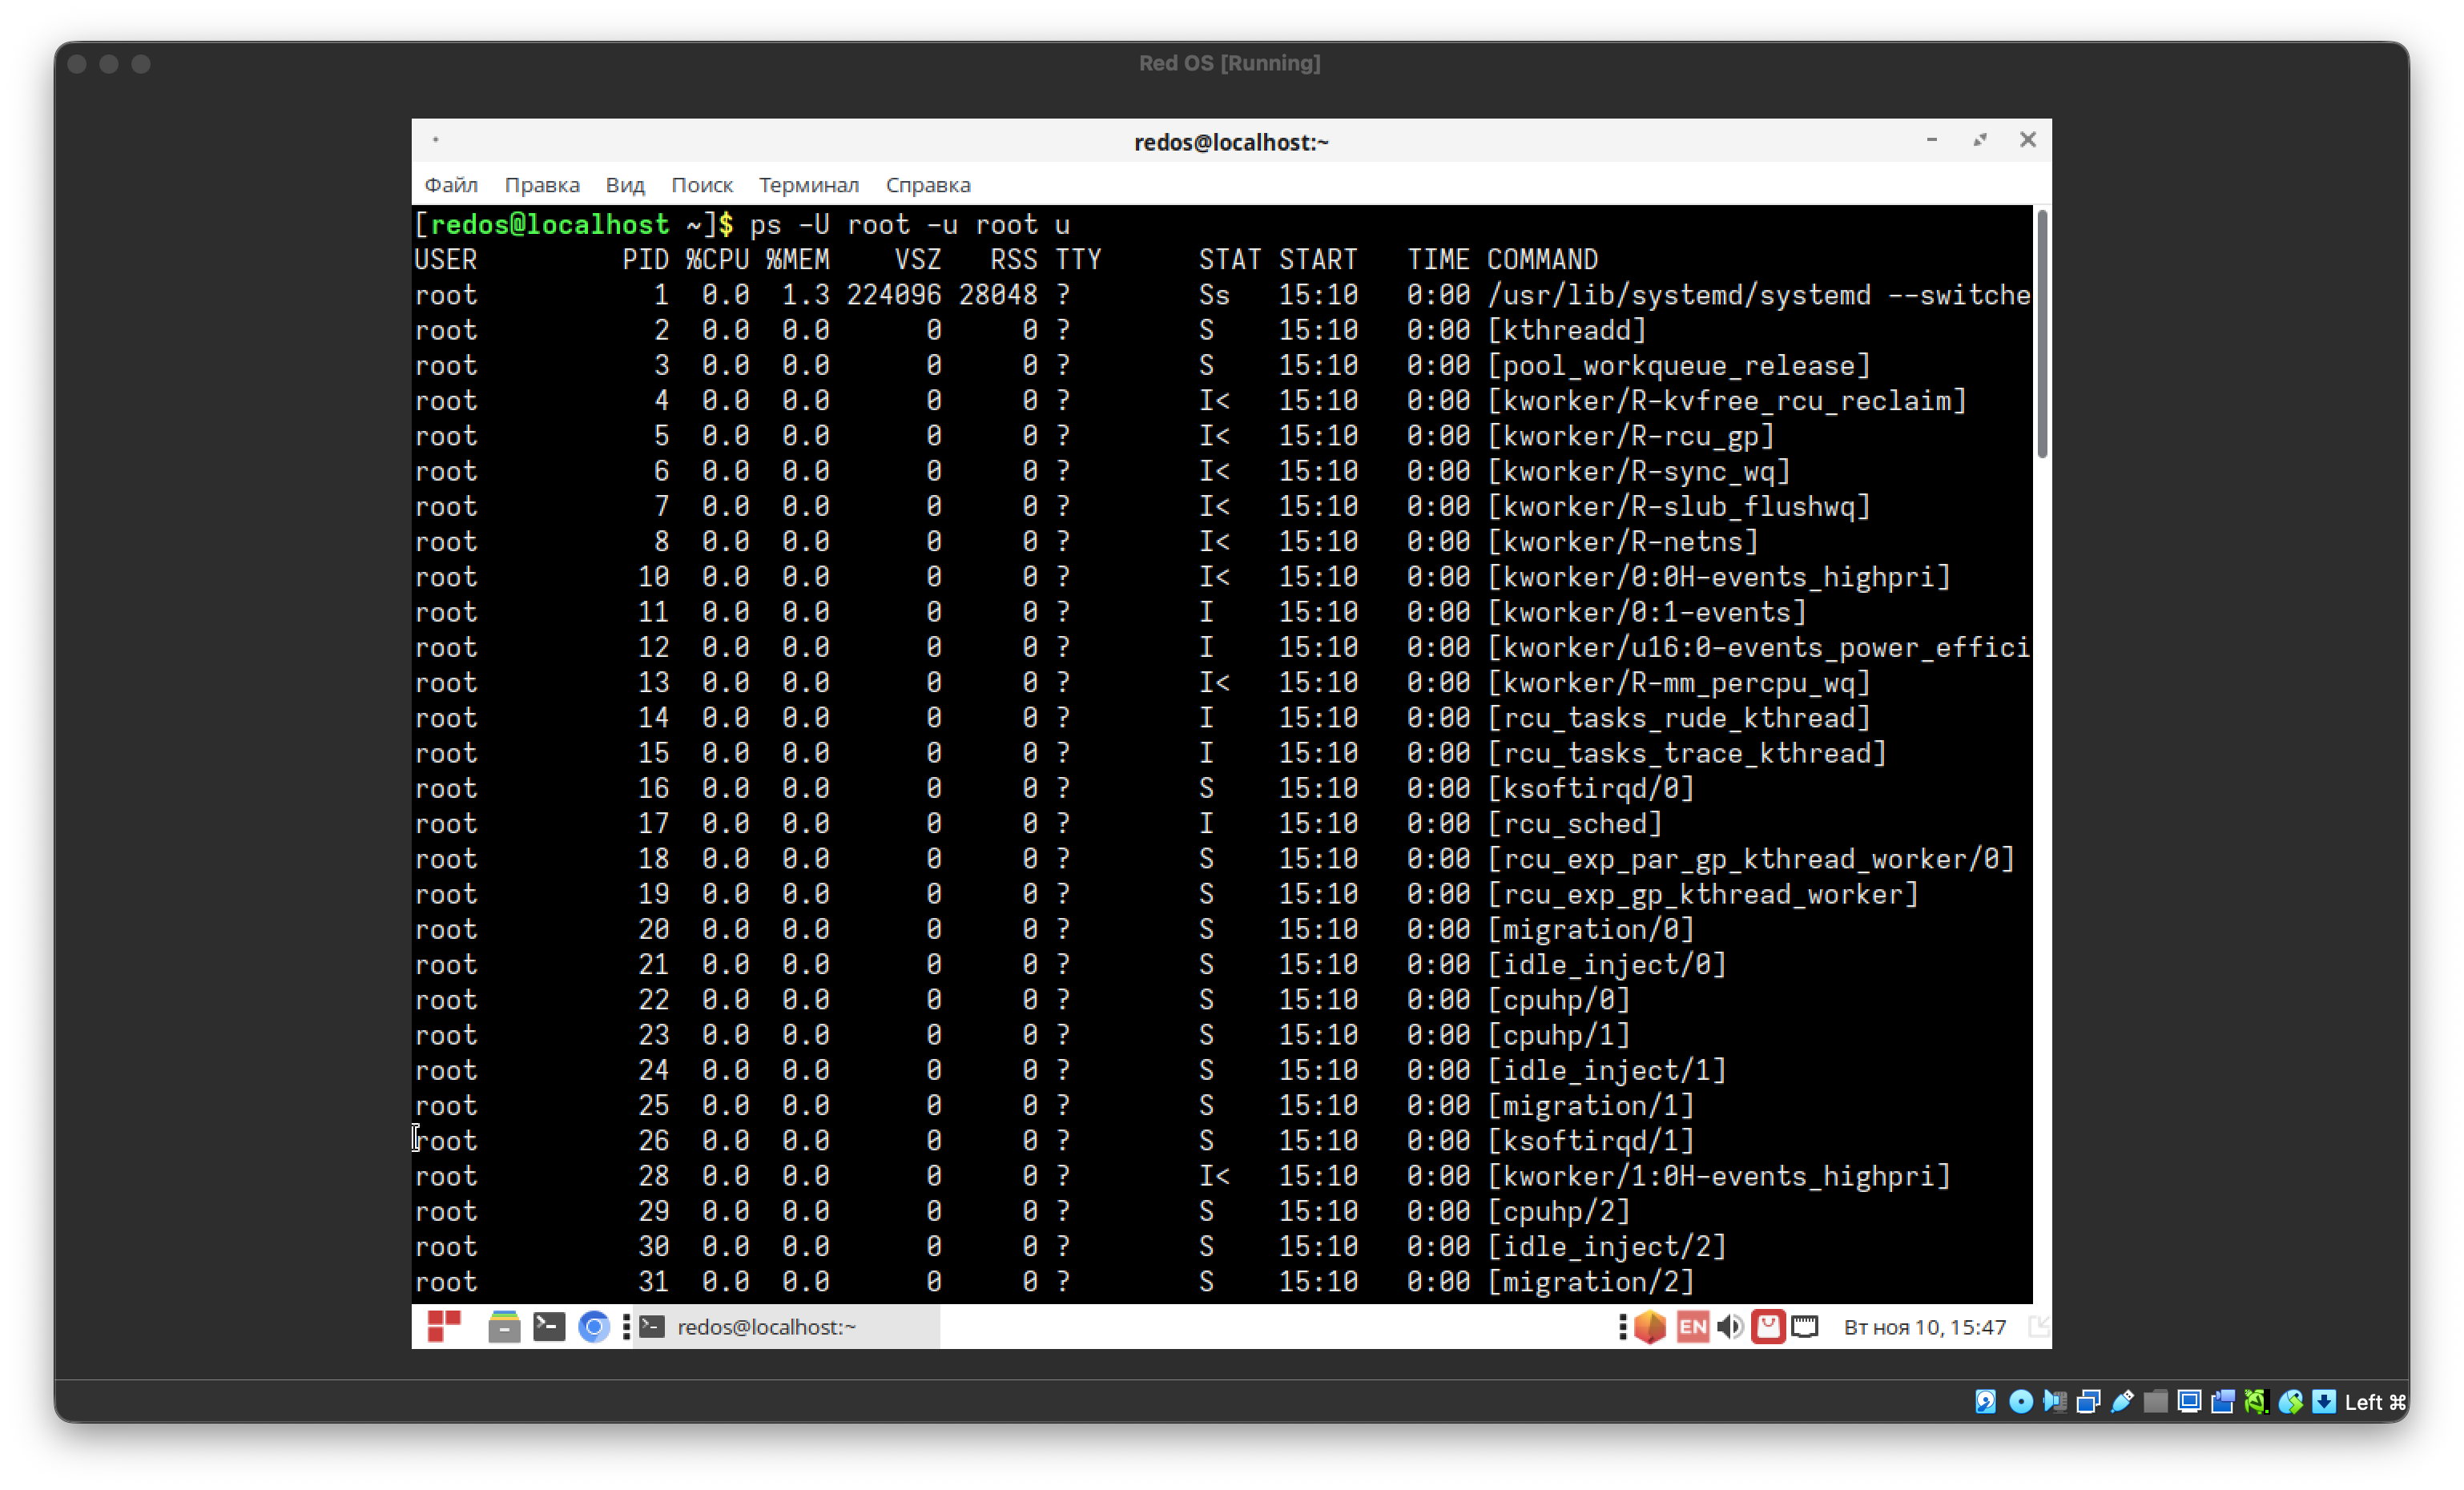 Red OS [Running]
redos@localhost:~
Файл Правка Вид Поиск Терминал Справка
[redos@localhost ~]$ ps -U root -u root u
USER PID %CPU %MEM VSZ RSS TTY STAT START TIME COMMAND
root 1 0.0 1.3 224096 28048 ? Ss 15:10 0:00 /usr/lib/systemd/systemd --switche
root 2 0.0 0.0 0 0 ? S 15:10 0:00 [kthreadd]
root 3 0.0 0.0 0 0 ? S 15:10 0:00 [pool_workqueue_release]
root 4 0.0 0.0 0 0 ? I< 15:10 0:00 [kworker/R-kvfree_rcu_reclaim]
root 5 0.0 0.0 0 0 ? I< 15:10 0:00 [kworker/R-rcu_gp]
root 6 0.0 0.0 0 0 ? I< 15:10 0:00 [kworker/R-sync_wq]
root 7 0.0 0.0 0 0 ? I< 15:10 0:00 [kworker/R-slub_flushwq]
root 8 0.0 0.0 0 0 ? I< 15:10 0:00 [kworker/R-netns]
root 10 0.0 0.0 0 0 ? I< 15:10 0:00 [kworker/0:0H-events_highpri]
root 11 0.0 0.0 0 0 ? I 15:10 0:00 [kworker/0:1-events]
root 12 0.0 0.0 0 0 ? I 15:10 0:00 [kworker/u16:0-events_power_effici
root 13 0.0 0.0 0 0 ? I< 15:10 0:00 [kworker/R-mm_percpu_wq]
root 14 0.0 0.0 0 0 ? I 15:10 0:00 [rcu_tasks_rude_kthread]
root 15 0.0 0.0 0 0 ? I 15:10 0:00 [rcu_tasks_trace_kthread]
root 16 0.0 0.0 0 0 ? S 15:10 0:00 [ksoftirqd/0]
root 17 0.0 0.0 0 0 ? I 15:10 0:00 [rcu_sched]
root 18 0.0 0.0 0 0 ? S 15:10 0:00 [rcu_exp_par_gp_kthread_worker/0]
root 19 0.0 0.0 0 0 ? S 15:10 0:00 [rcu_exp_gp_kthread_worker]
root 20 0.0 0.0 0 0 ? S 15:10 0:00 [migration/0]
root 21 0.0 0.0 0 0 ? S 15:10 0:00 [idle_inject/0]
root 22 0.0 0.0 0 0 ? S 15:10 0:00 [cpuhp/0]
root 23 0.0 0.0 0 0 ? S 15:10 0:00 [cpuhp/1]
root 24 0.0 0.0 0 0 ? S 15:10 0:00 [idle_inject/1]
root 25 0.0 0.0 0 0 ? S 15:10 0:00 [migration/1]
root 26 0.0 0.0 0 0 ? S 15:10 0:00 [ksoftirqd/1]
root 28 0.0 0.0 0 0 ? I< 15:10 0:00 [kworker/1:0H-events_highpri]
root 29 0.0 0.0 0 0 ? S 15:10 0:00 [cpuhp/2]
root 30 0.0 0.0 0 0 ? S 15:10 0:00 [idle_inject/2]
root 31 0.0 0.0 0 0 ? S 15:10 0:00 [migration/2]
redos@localhost:~ EN Вт ноя 10, 15:47
Left ⌘